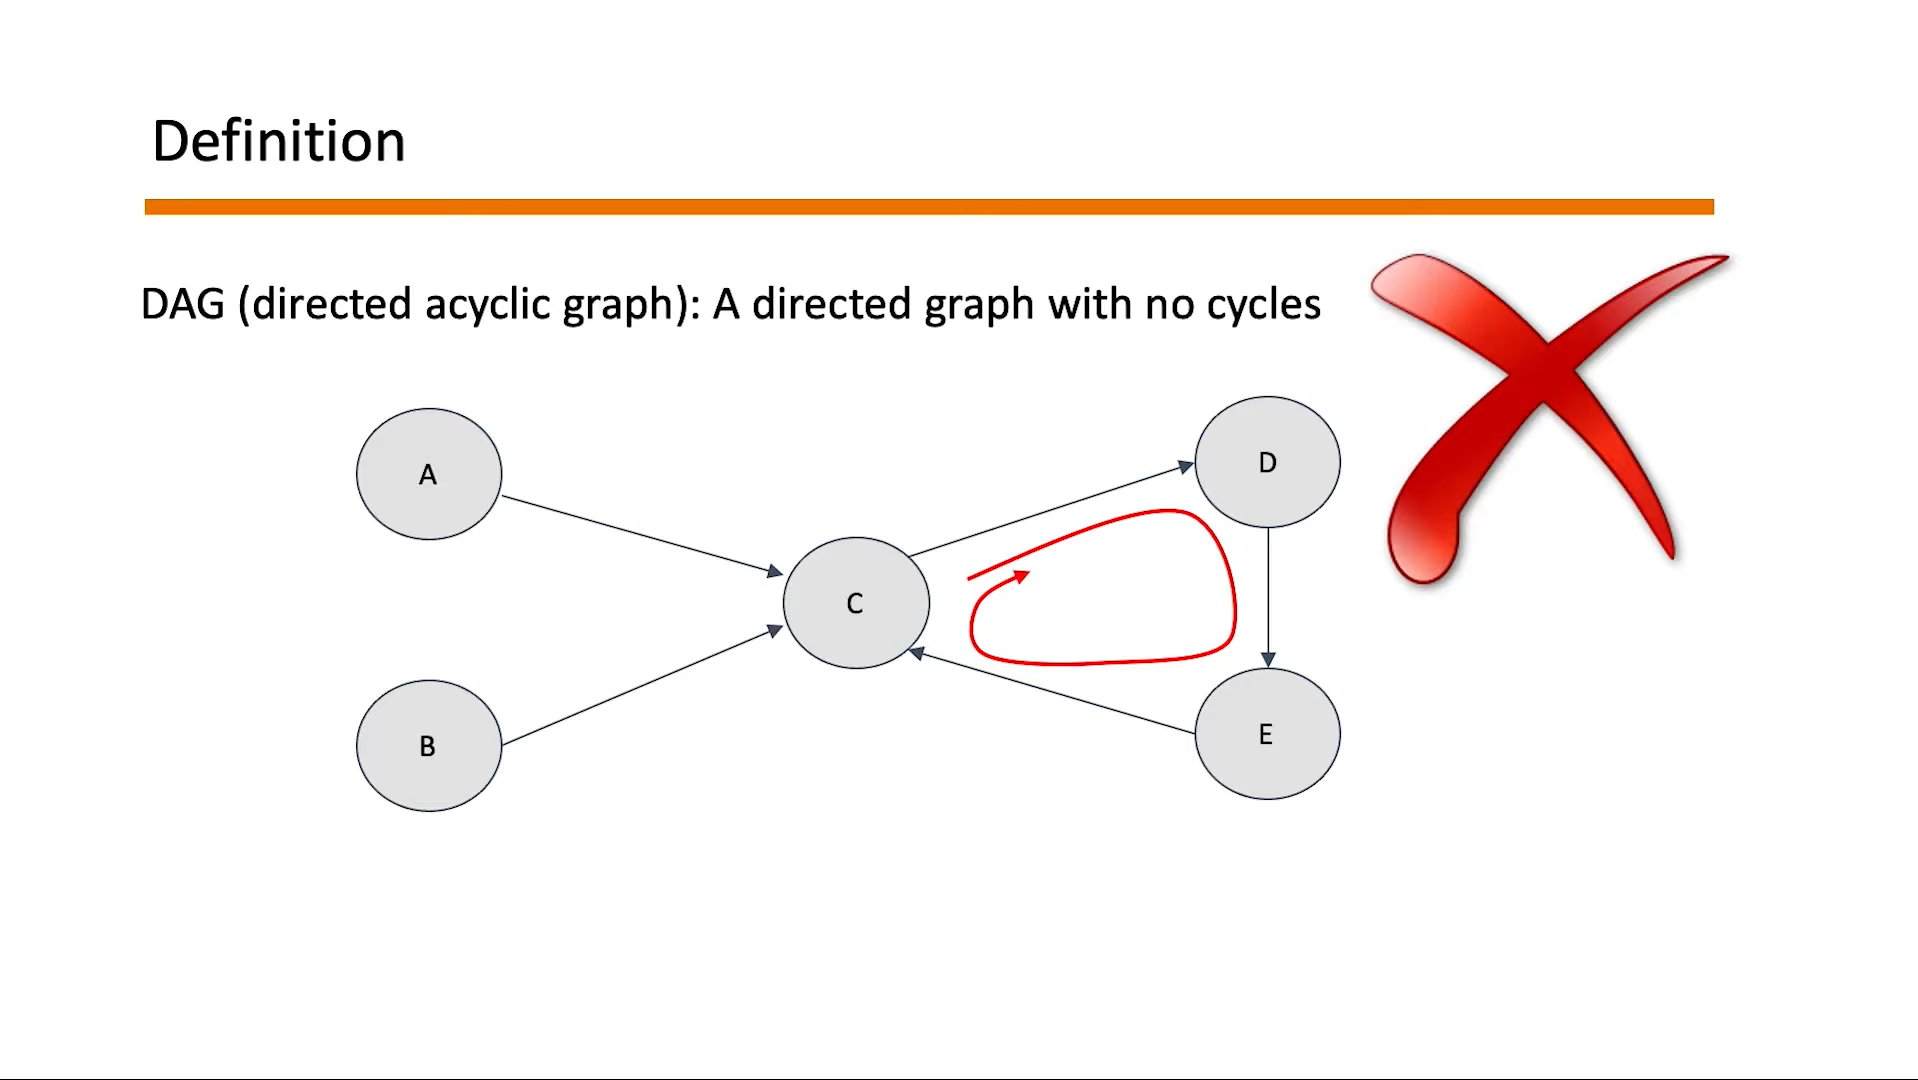 Definition
DAG (directed acyclic graph): A directed graph with no cycles
A
D
C
B
E